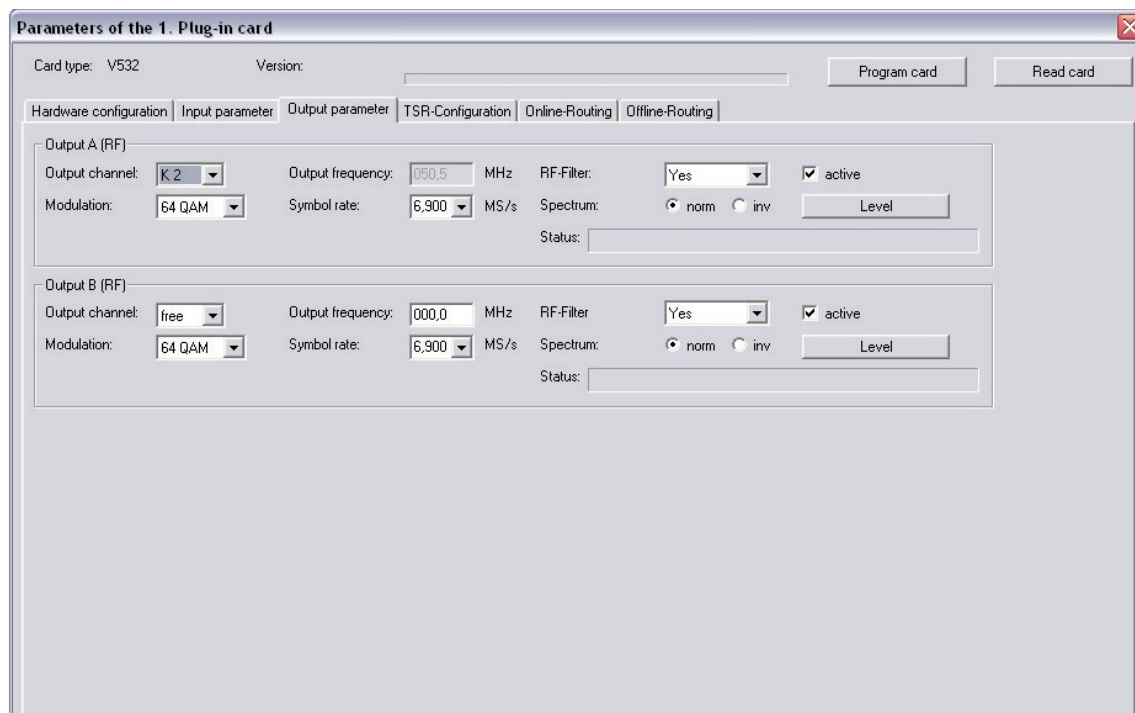 Parameters of the 1. Plug-in card
Card type: V532 Version: Program card Read card
Hardware configuration Input parameter Output parameter TSR-Configuration Online-Routing Offline-Routing
Output A (RF)
Output channel: K 2 Output frequency: 050,5 MHz RF-Filter: Yes active
Modulation: 64 QAM Symbol rate: 6,900 MS/s Spectrum: norm inv Level
Status:
Output B (RF)
Output channel: free Output frequency: 000,0 MHz RF-Filter Yes active
Modulation: 64 QAM Symbol rate: 6,900 MS/s Spectrum: norm inv Level
Status: